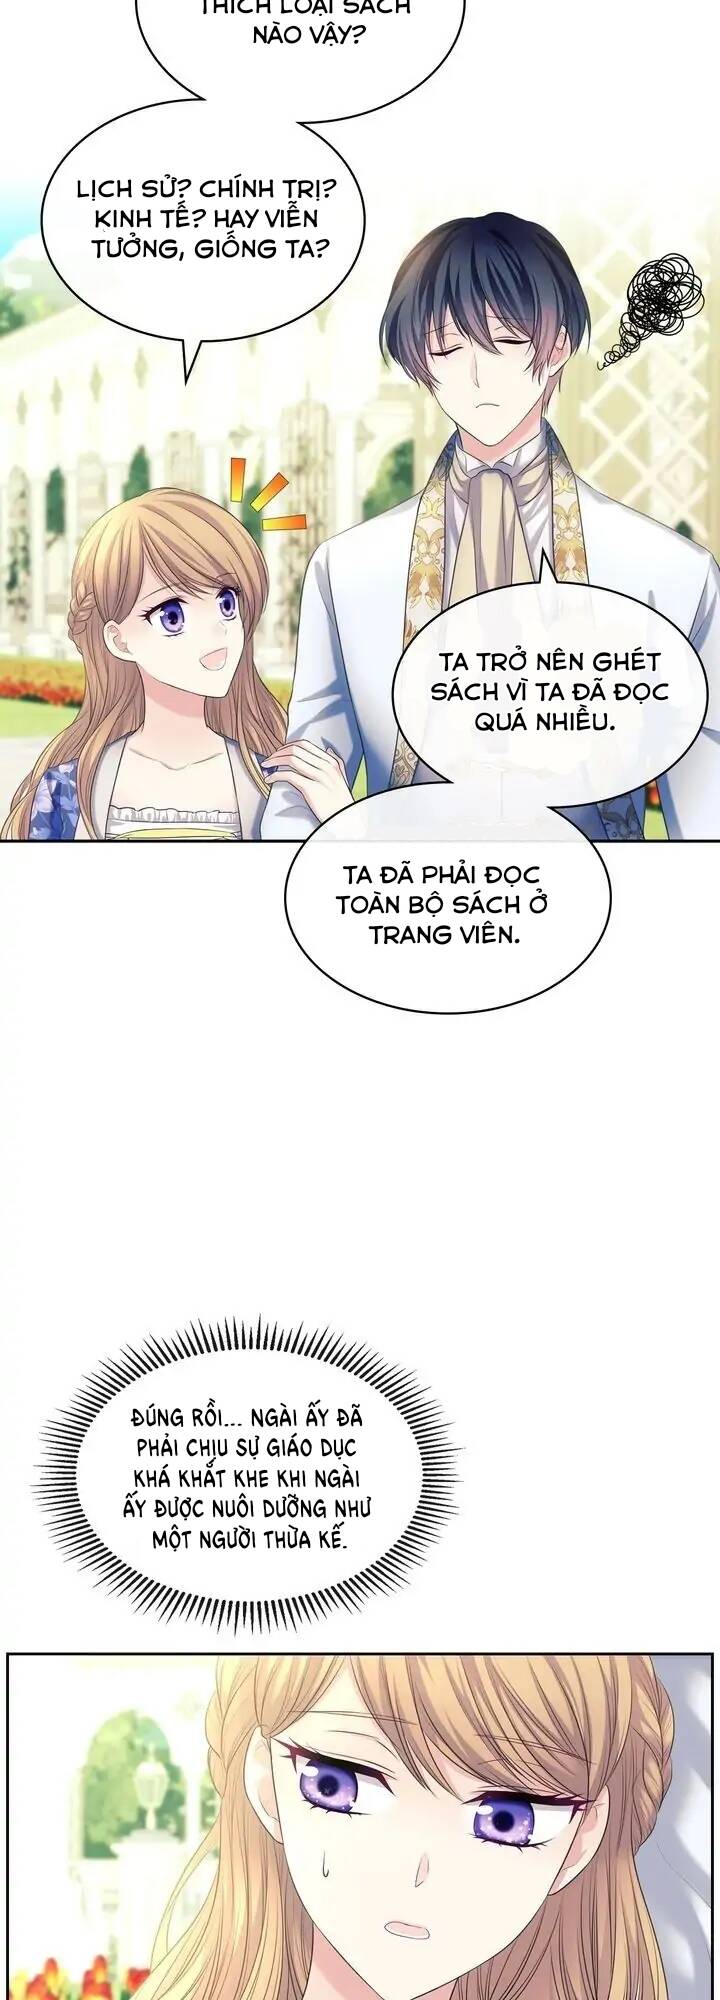 THÍCH LOẠI SÁCH
NÀO VẬY?
LỊCH SỬ? CHÍNH TRỊ?
KINH TẾ? HAY VIỄN
TƯỞNG, GIỐNG TA?
TA TRỞ NÊN GHÉT
SÁCH VÌ TA ĐÃ ĐỌC
QUÁ NHIỀU.
TA ĐÃ PHẢI ĐỌC
TOÀN BỘ SÁCH Ở
TRANG VIÊN.
ĐÚNG RỒI... NGÀI ẤY ĐÃ
PHẢI CHỊU SỰ GIÁO DỤC
KHÁ KHẮT KHE KHI NGÀI
ẤY ĐƯỢC NUÔI DƯỠNG NHƯ
MỘT NGƯỜI THỪA KẾ.